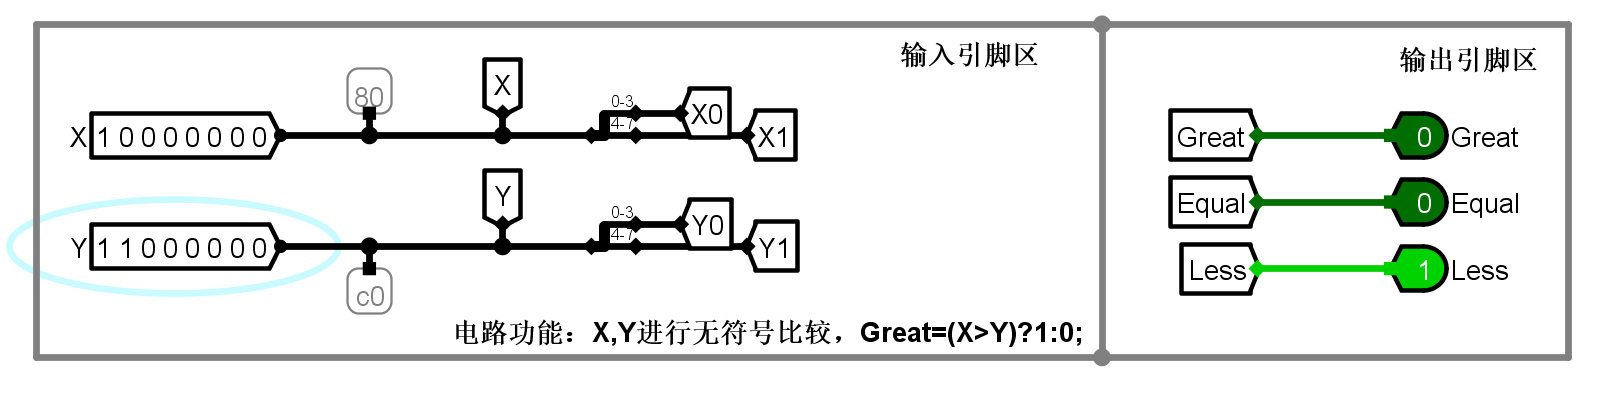 输入引脚区
输出引脚区
X 1 0 0 0 0 0 0 0
80
X
0-3
4-7
X0
X1
Y 1 1 0 0 0 0 0 0
c0
Y
0-3
4-7
Y0
Y1
Great 0 Great
Equal 0 Equal
Less 1 Less
电路功能：X,Y进行无符号比较，Great=(X>Y)?1:0;